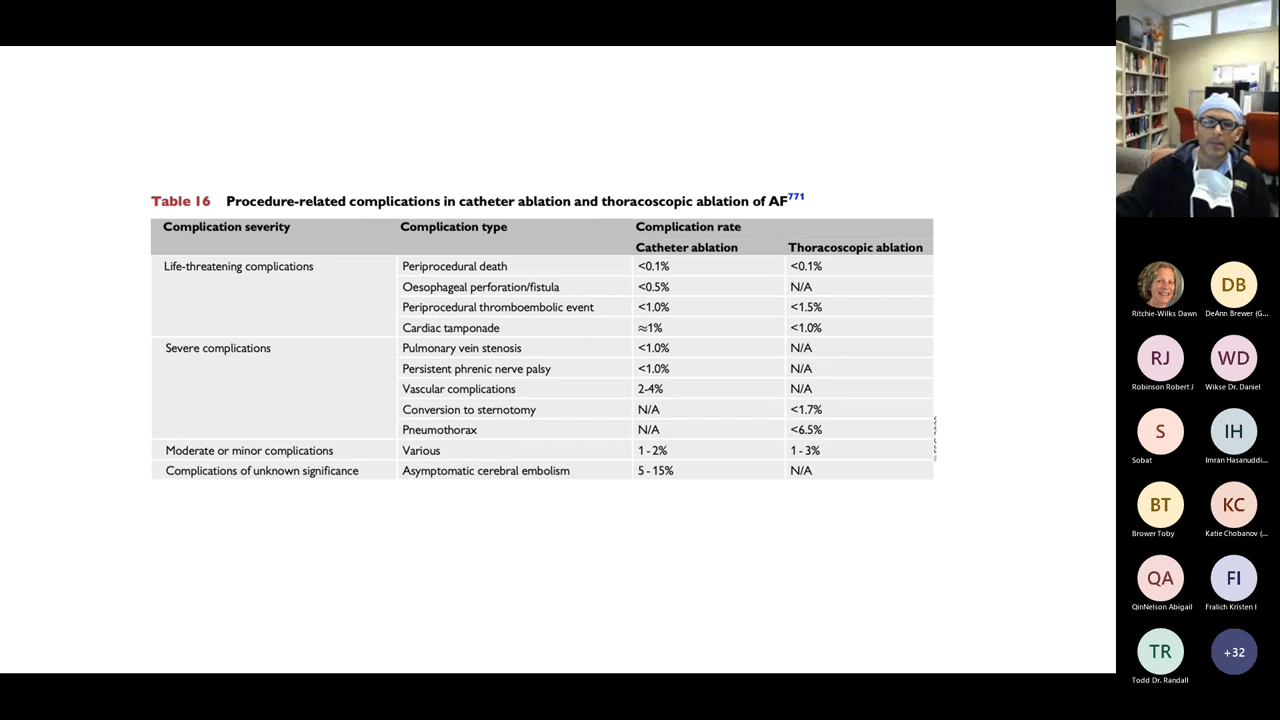 Table 16 Procedure-related complications in catheter ablation and thoracoscopic ablation of AF771
Complication severity Complication type Complication rate
Catheter ablation Thoracoscopic ablation
Life-threatening complications Periprocedural death <0.1% <0.1%
Oesophageal perforation/fistula <0.5% N/A
Periprocedural thromboembolic event <1.0% <1.5%
Cardiac tamponade ≈1% <1.0%
Severe complications Pulmonary vein stenosis <1.0% N/A
Persistent phrenic nerve palsy <1.0% N/A
Vascular complications 2-4% N/A
Conversion to sternotomy N/A <1.7%
Pneumothorax N/A <6.5%
Moderate or minor complications Various 1 - 2% 1 - 3%
Complications of unknown significance Asymptomatic cerebral embolism 5 - 15% N/A
DB
Ritchie-Wilks Dawn DeAnn Brewer (G...
RJ WD
Robinson Robert J Wikse Dr. Daniel
S IH
Sobat Imran Hasanuddi...
BT KC
Brower Toby Katie Chobanov (...
QA FI
QinNelson Abigail Fralich Kristen I
TR +32
Todd Dr. Randall